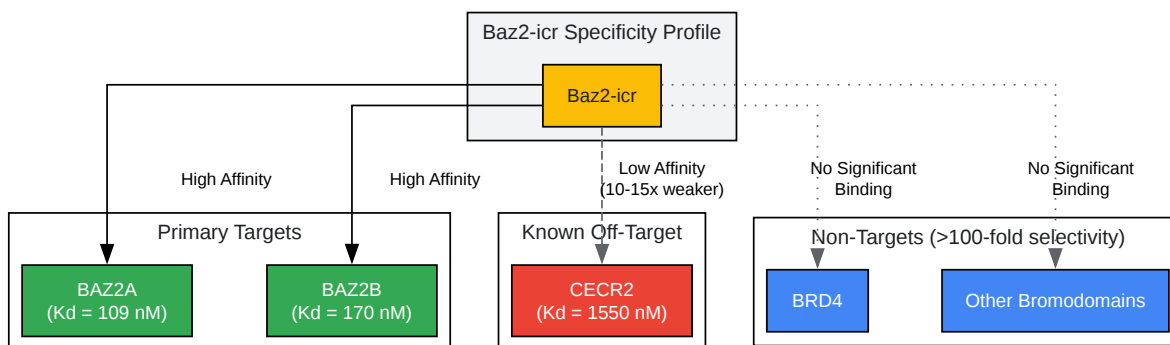 Baz2-icr Specificity Profile
Baz2-icr
High Affinity
High Affinity
Low Affinity
(10-15x weaker)
No Significant
Binding
No Significant
Binding
Primary Targets
Known Off-Target
Non-Targets (>100-fold selectivity)
BAZ2A
(Kd = 109 nM)
BAZ2B
(Kd = 170 nM)
CECR2
(Kd = 1550 nM)
BRD4
Other Bromodomains